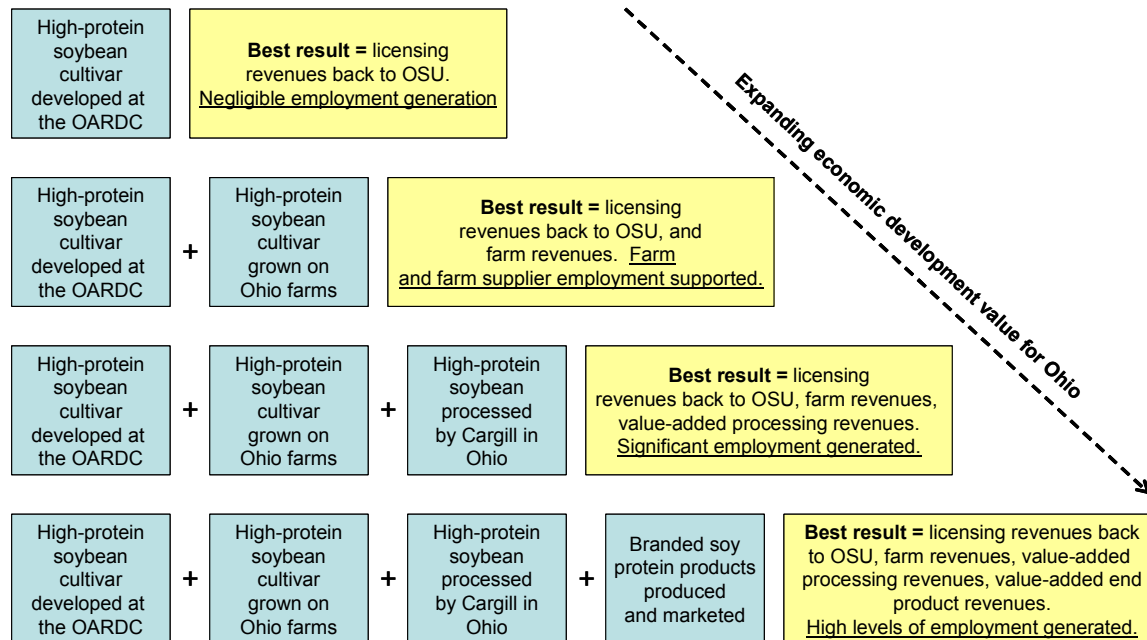 High-protein
soybean
cultivar
developed at
the OARDC
Best result = licensing
revenues back to OSU.
Negligible employment generation
Expanding economic development value for Ohio
High-protein
soybean
cultivar
developed at
the OARDC
+
High-protein
soybean
cultivar
grown on
Ohio farms
Best result = licensing
revenues back to OSU, and
farm revenues. Farm
and farm supplier employment supported.
High-protein
soybean
cultivar
developed at
the OARDC
+
High-protein
soybean
cultivar
grown on
Ohio farms
+
High-protein
soybean
processed
by Cargill in
Ohio
Best result = licensing
revenues back to OSU, farm revenues,
value-added processing revenues.
Significant employment generated.
High-protein
soybean
cultivar
developed at
the OARDC
+
High-protein
soybean
cultivar
grown on
Ohio farms
+
High-protein
soybean
processed
by Cargill in
Ohio
+
Branded soy
protein products
produced
and marketed
Best result = licensing revenues back
to OSU, farm revenues, value-added
processing revenues, value-added end
product revenues.
High levels of employment generated.